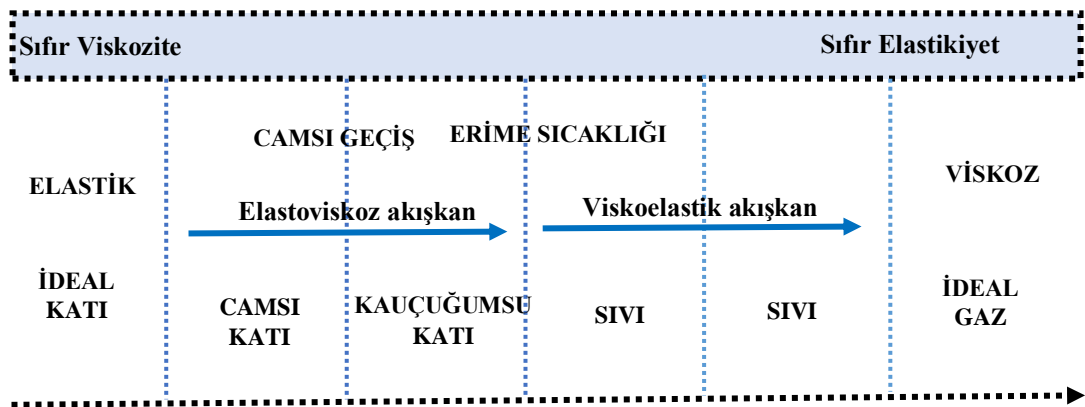 Sıfır Viskozite
Sıfır Elastikiyet
CAMSI GEÇİŞ
ERİME SICAKLIĞI
ELASTİK
VİSKOZ
Elastoviskoz akışkan
Viskoelastik akışkan
İDEAL
KATI
CAMSI
KATI
KAUÇUĞUMSU
KATI
SIVI
SIVI
İDEAL
GAZ